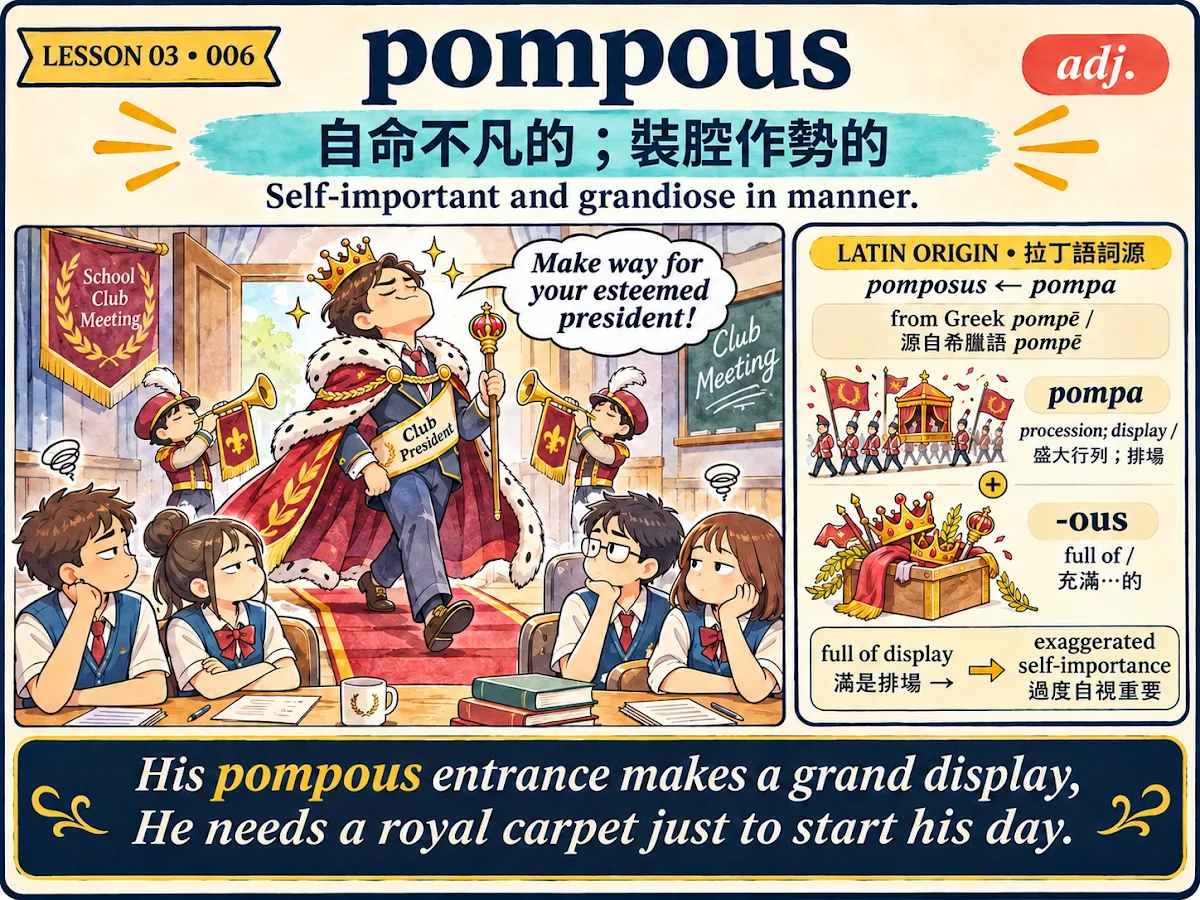 LESSON 03 • 006
pompous
adj.
自命不凡的；裝腔作勢的
Self-important and grandiose in manner.
School
Club
Meeting
Make way for
your esteemed
president!
Club
Meeting
Club
President
LATIN ORIGIN • 拉丁語詞源
pomposus ← pompa
from Greek pompē /
源自希臘語 pompē
pompa
procession; display /
盛大行列；排場
+
-ous
full of /
充滿…的
full of display
滿是排場 →
exaggerated
self-importance
過度自視重要
His pompous entrance makes a grand display,
He needs a royal carpet just to start his day.